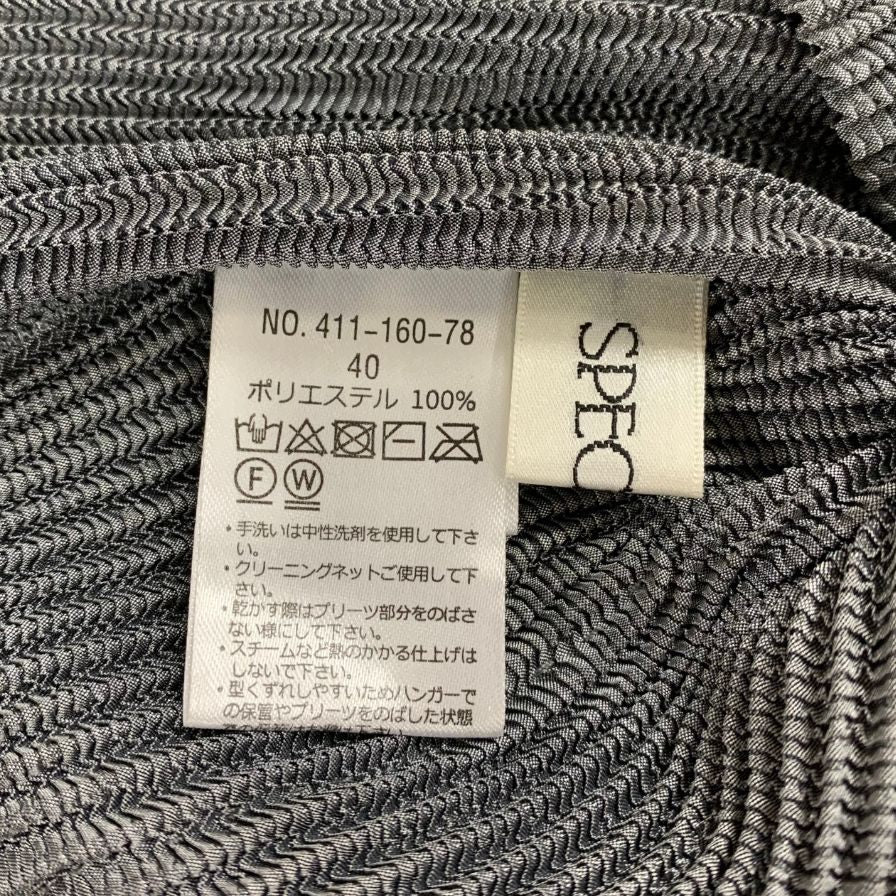 NO. 411-160-78
40
ポリエステル 100%
F W
・手洗いは中性洗剤を使用して下さ
い。
・クリーニングネットご使用して下
さい。
・乾かす際はプリーツ部分をのばさ
ない様にして下さい。
・スチームなど熱のかかる仕上げは
しないで下さい。
・型くずれしやすいためハンガーで
の保管やプリーツをのばした状態
SPEC